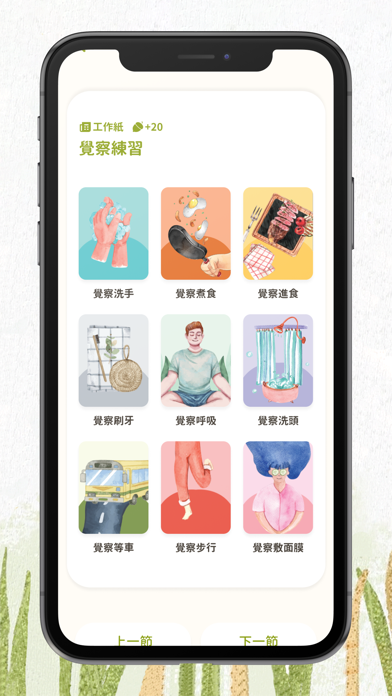 工作紙 +20
覺察練習
覺察洗手 覺察煮食 覺察進食
覺察刷牙 覺察呼吸 覺察洗頭
覺察等車 覺察步行 覺察敷面膜
上一節 下一節